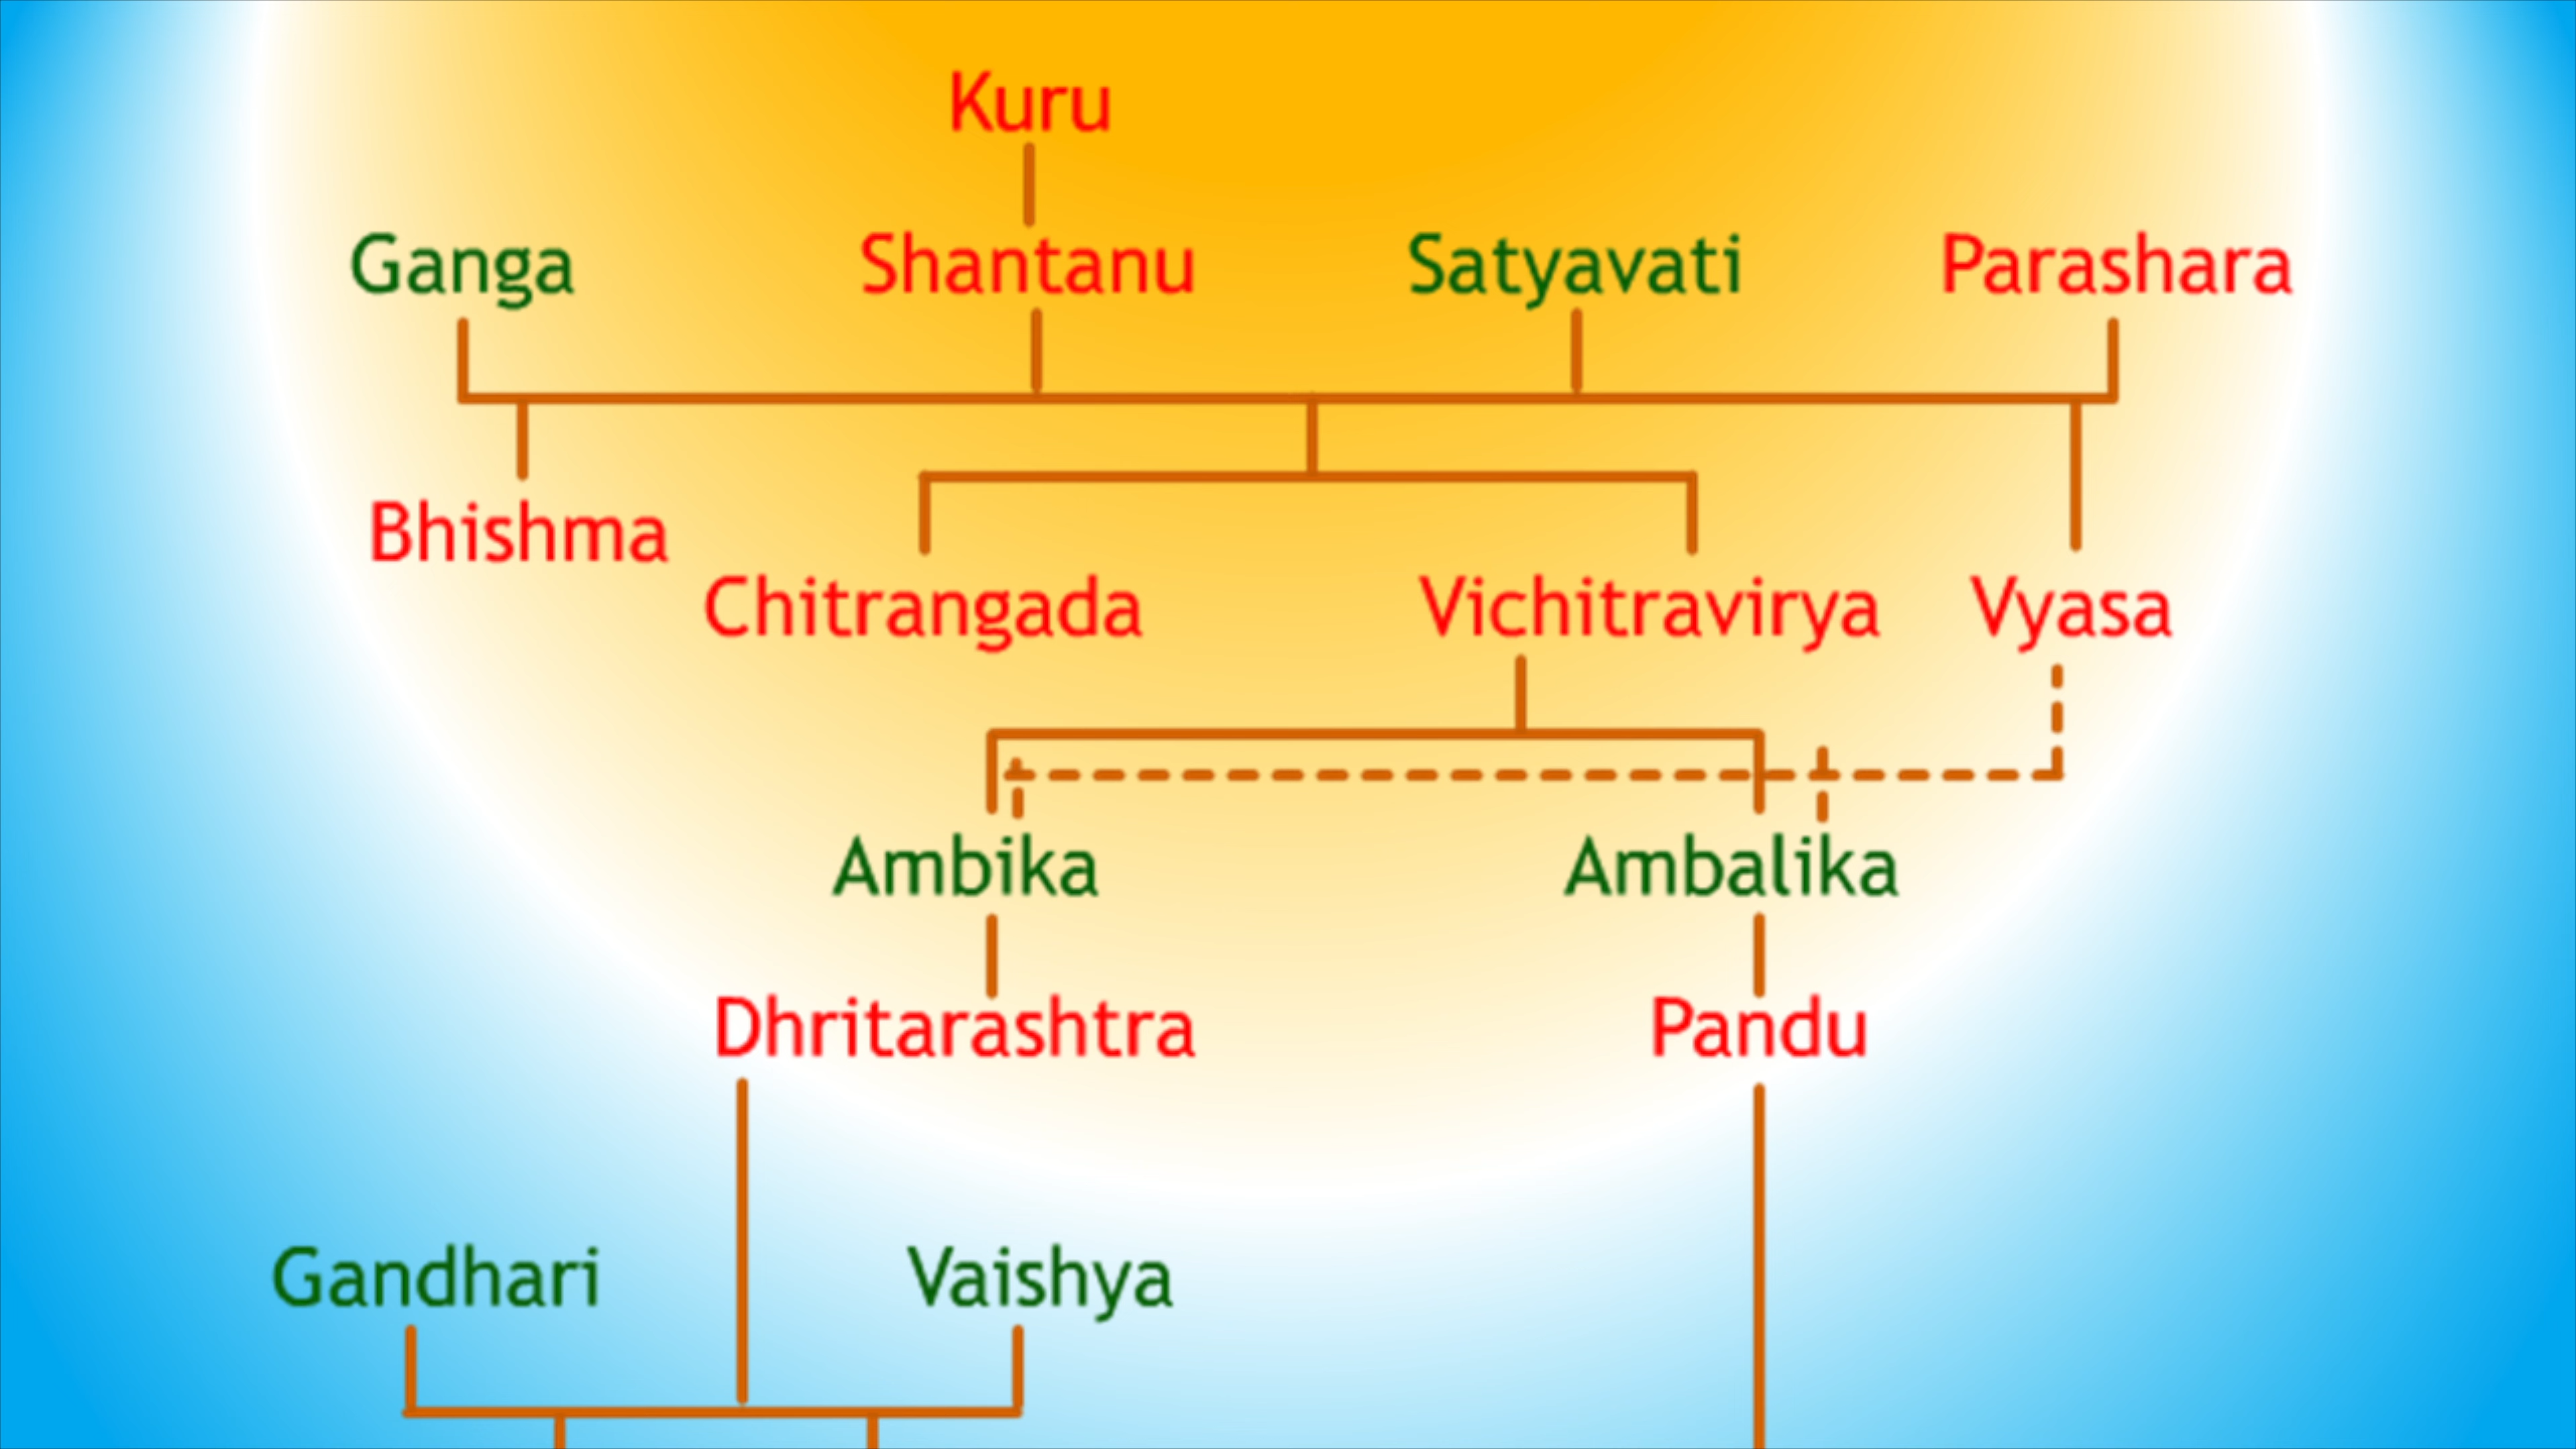 Kuru
Ganga Shantanu Satyavati Parashara
Bhishma
Chitrangada Vichitravirya Vyasa
Ambika Ambalika
Dhritarashtra Pandu
Gandhari Vaishya